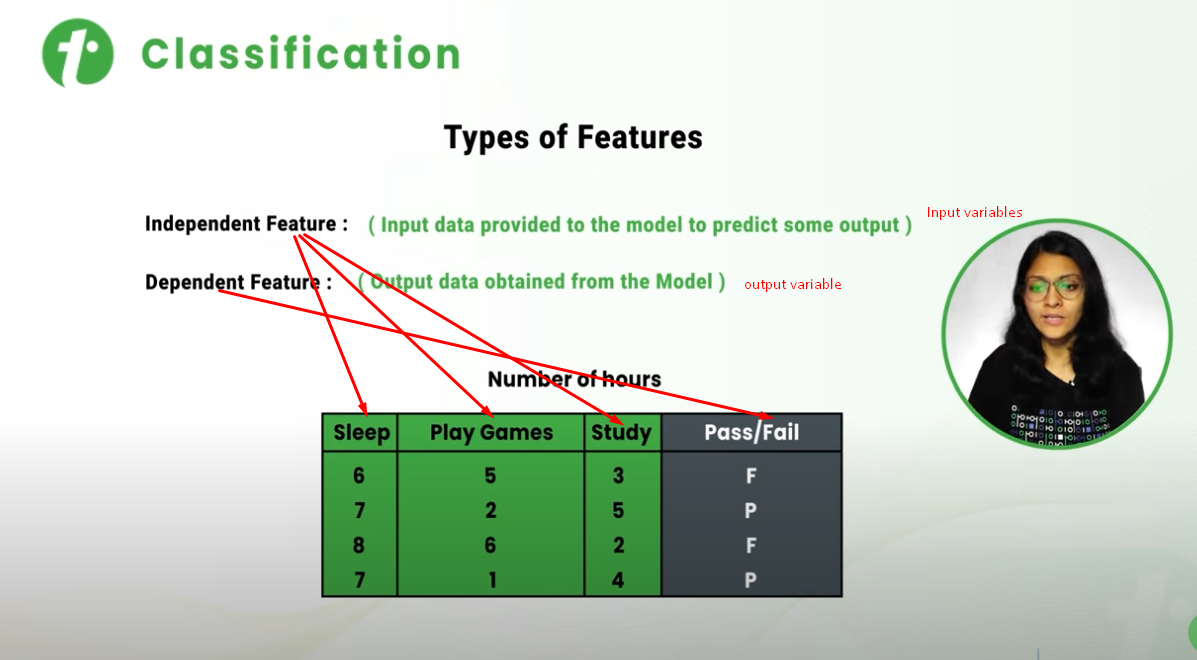 Classification
Types of Features
Independent Feature : ( Input data provided to the model to predict some output ) Input variables
Dependent Feature : ( Output data obtained from the Model ) output variable
Number of hours
Sleep Play Games Study Pass/Fail
6 5 3 F
7 2 5 P
8 6 2 F
7 1 4 P